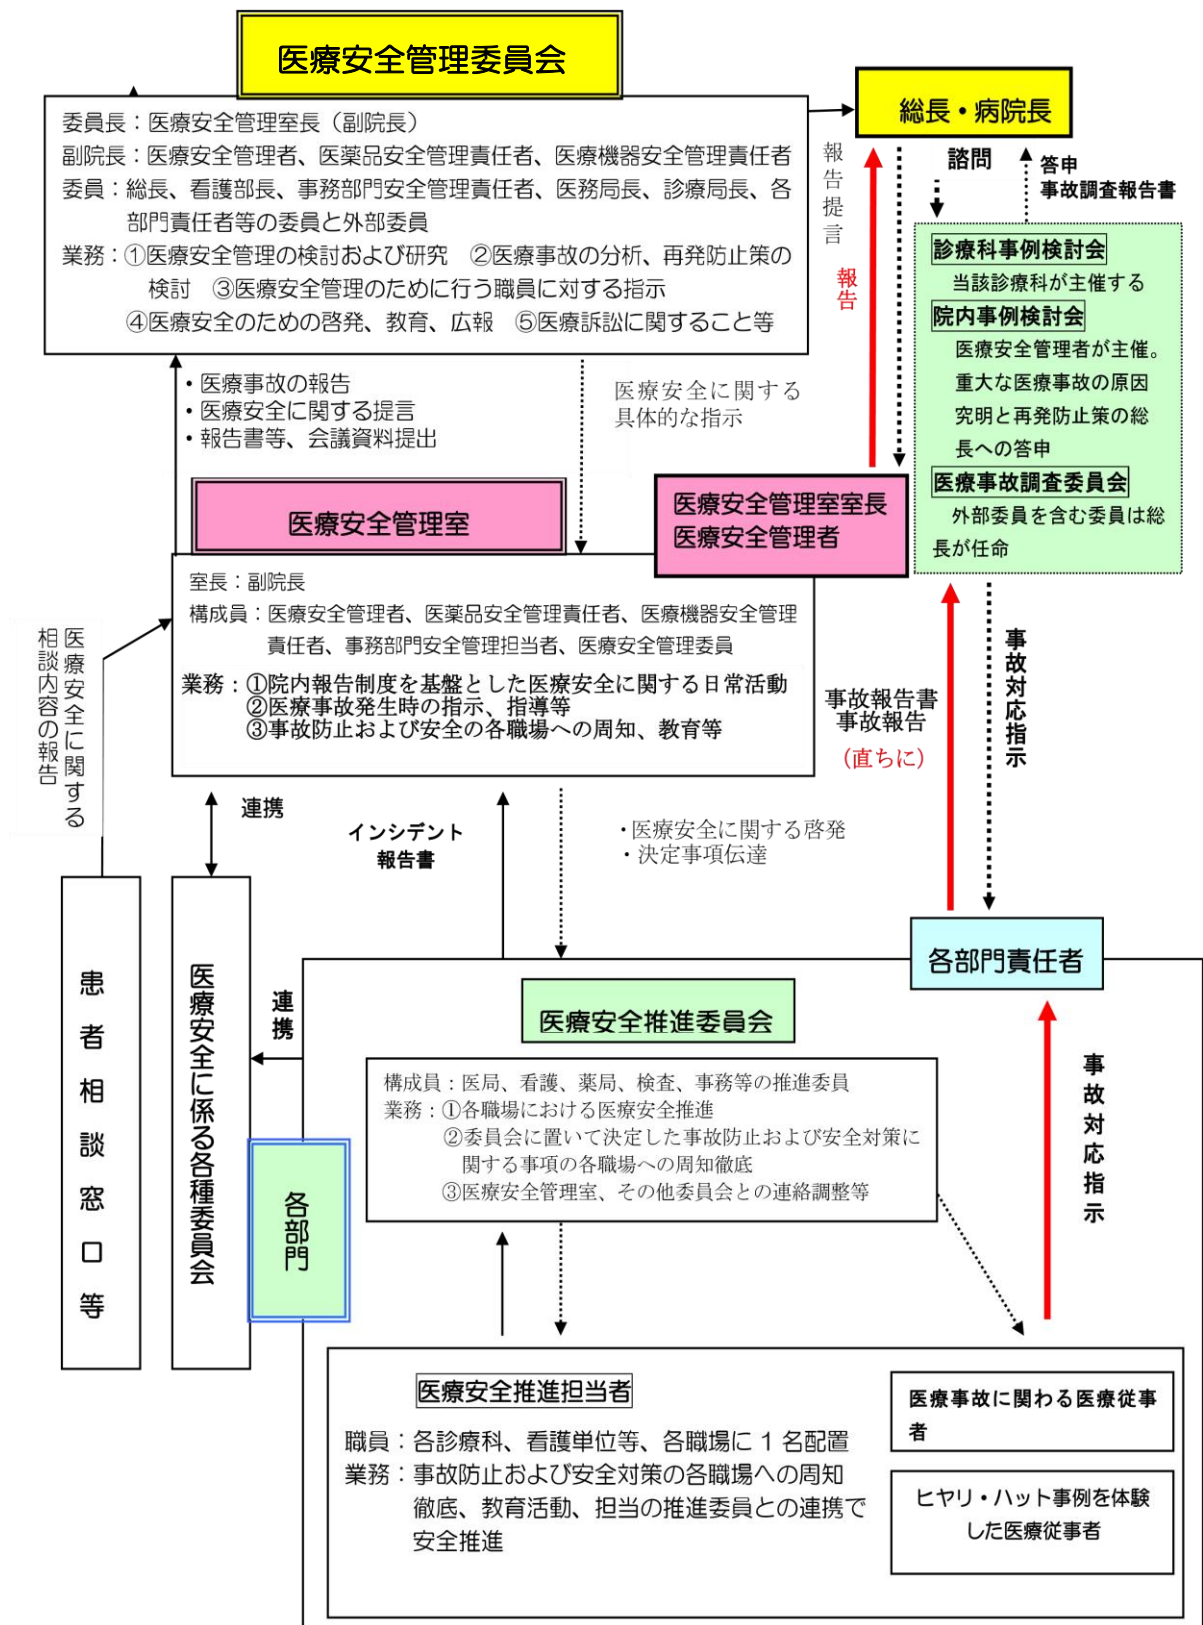 医療安全管理委員会
委員長：医療安全管理室長（副院長）
副院長：医療安全管理者、医薬品安全管理責任者、医療機器安全管理責任者
委員：総長、看護部長、事務部門安全管理責任者、医務局長、診療局長、各
部門責任者等の委員と外部委員
業務：①医療安全管理の検討および研究　②医療事故の分析、再発防止策の
検討　③医療安全管理のために行う職員に対する指示
④医療安全のための啓発、教育、広報　⑤医療訴訟に関すること等
総長・病院長
報告提言
報告
諮問
答申
事故調査報告書
診療科事例検討会
当該診療科が主催する
院内事例検討会
医療安全管理者が主催。
重大な医療事故の原因
究明と再発防止策の総
長への答申
医療事故調査委員会
外部委員を含む委員は総
長が任命
・医療事故の報告
・医療安全に関する提言
・報告書等、会議資料提出
医療安全に関する
具体的な指示
医療安全管理室
医療安全管理室室長
医療安全管理者
室長：副院長
構成員：医療安全管理者、医薬品安全管理責任者、医療機器安全管理
責任者、事務部門安全管理担当者、医療安全管理委員
業務：①院内報告制度を基盤とした医療安全に関する日常活動
②医療事故発生時の指示、指導等
③事故防止および安全の各職場への周知、教育等
医療安全に関する
相談内容の報告
事故報告書
事故報告
（直ちに）
事故対応指示
連携
インシデント
報告書
・医療安全に関する啓発
・決定事項伝達
患者相談窓口等
医療安全に係る各種委員会
連携
各部門
各部門責任者
医療安全推進委員会
構成員：医局、看護、薬局、検査、事務等の推進委員
業務：①各職場における医療安全推進
②委員会に置いて決定した事故防止および安全対策に
関する事項の各職場への周知徹底
③医療安全管理室、その他委員会との連絡調整等
事故対応指示
医療安全推進担当者
職員：各診療科、看護単位等、各職場に 1 名配置
業務：事故防止および安全対策の各職場への周知
徹底、教育活動、担当の推進委員との連携で
安全推進
医療事故に関わる医療従事
者
ヒヤリ・ハット事例を体験
した医療従事者